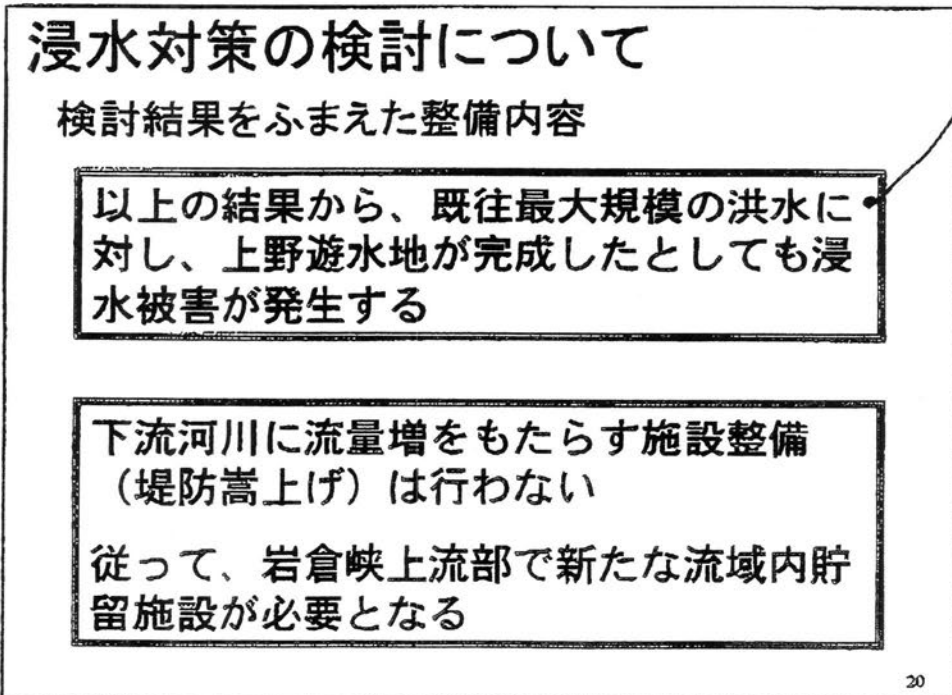 浸水対策の検討について
検討結果をふまえた整備内容
以上の結果から、既往最大規模の洪水に
対し、上野遊水地が完成したとしても浸
水被害が発生する
下流河川に流量増をもたらす施設整備
（堤防嵩上げ）は行わない
従って、岩倉峡上流部で新たな流域内貯
留施設が必要となる
20